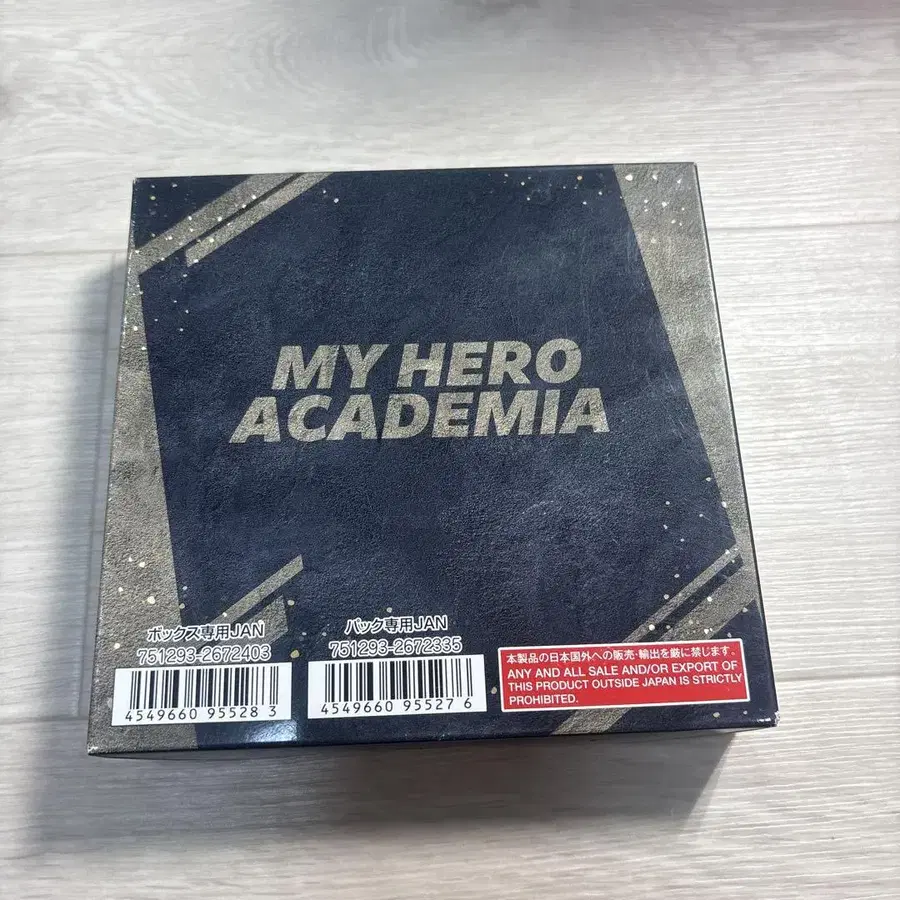 MY HERO
ACADEMIA
ボックス専用JAN
751293-2672403
4549660 95528 3
パック専用JAN
751293-2672335
4549660 95527 6
本製品の日本国外への販売・輸出を厳に禁じます。
ANY AND ALL SALE AND/OR EXPORT OF
THIS PRODUCT OUTSIDE JAPAN IS STRICTLY
PROHIBITED.